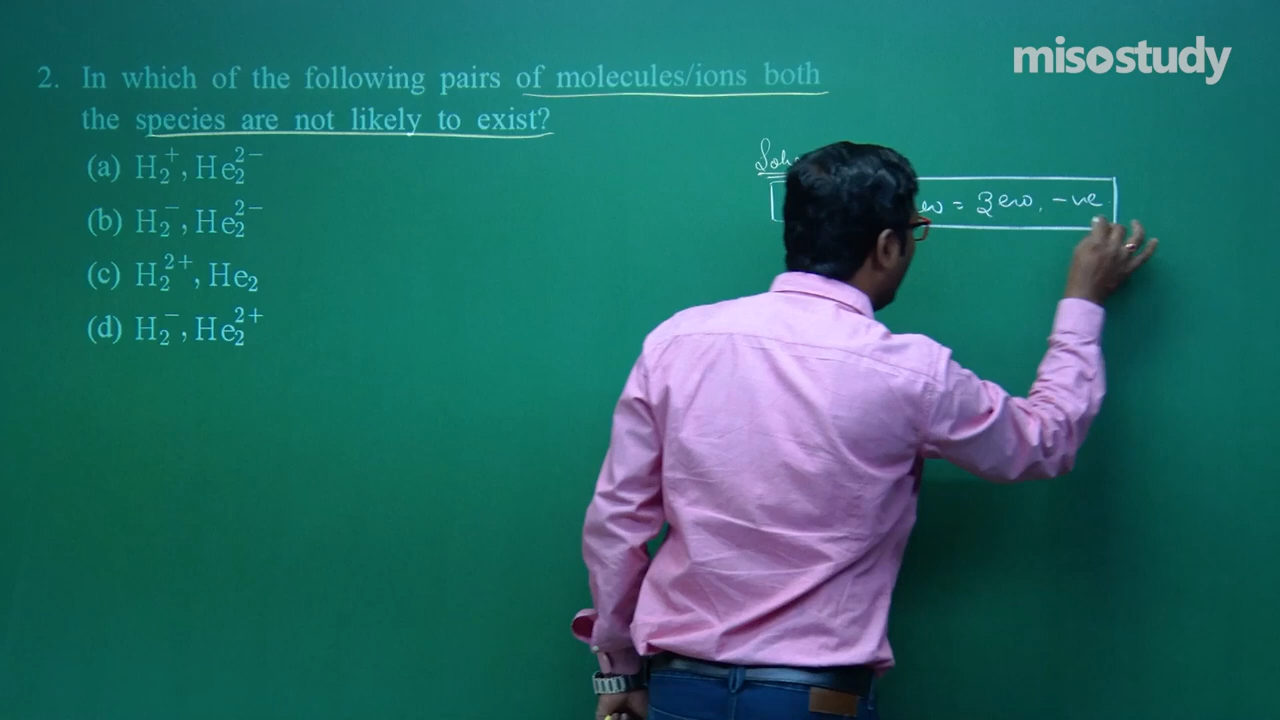 misostudy
2. In which of the following pairs of molecules/ions both
the species are not likely to exist?
(a) H₂⁺, He₂²⁻
(b) H₂⁻, He₂²⁻
(c) H₂²⁺, He₂
(d) H₂⁻, He₂²⁺
= Zero, -ve.